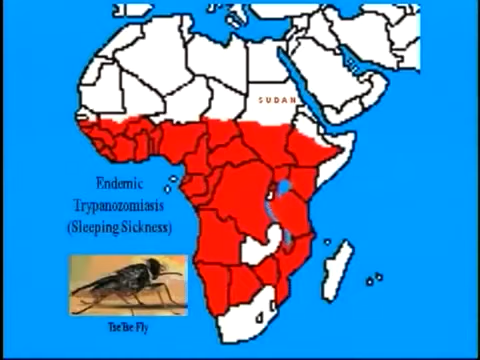 SUDAN
Endemic
Trypanozomiasis
(Sleeping Sickness)
TseTse Fly